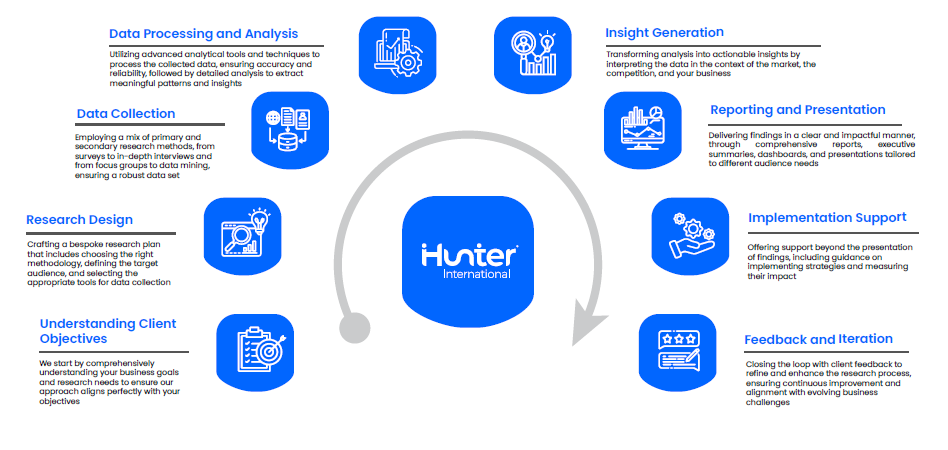 Data Processing and Analysis
Utilizing advanced analytical tools and techniques to
process the collected data, ensuring accuracy and
reliability, followed by detailed analysis to extract
meaningful patterns and insights
Insight Generation
Transforming analysis into actionable insights by
interpreting the data in the context of the market, the
competition, and your business
Data Collection
Employing a mix of primary and
secondary research methods, from
surveys to in-depth interviews and
from focus groups to data mining,
ensuring a robust data set
Reporting and Presentation
Delivering findings in a clear and impactful manner,
through comprehensive reports, executive
summaries, dashboards, and presentations tailored
to different audience needs
Research Design
Crafting a bespoke research plan
that includes choosing the right
methodology, defining the target
audience, and selecting the
appropriate tools for data collection
Hunter
International
Implementation Support
Offering support beyond the presentation
of findings, including guidance on
implementing strategies and measuring
their impact
Understanding Client
Objectives
We start by comprehensively
understanding your business goals
and research needs to ensure our
approach aligns perfectly with your
objectives
Feedback and Iteration
Closing the loop with client feedback to
refine and enhance the research process,
ensuring continuous improvement and
alignment with evolving business
challenges